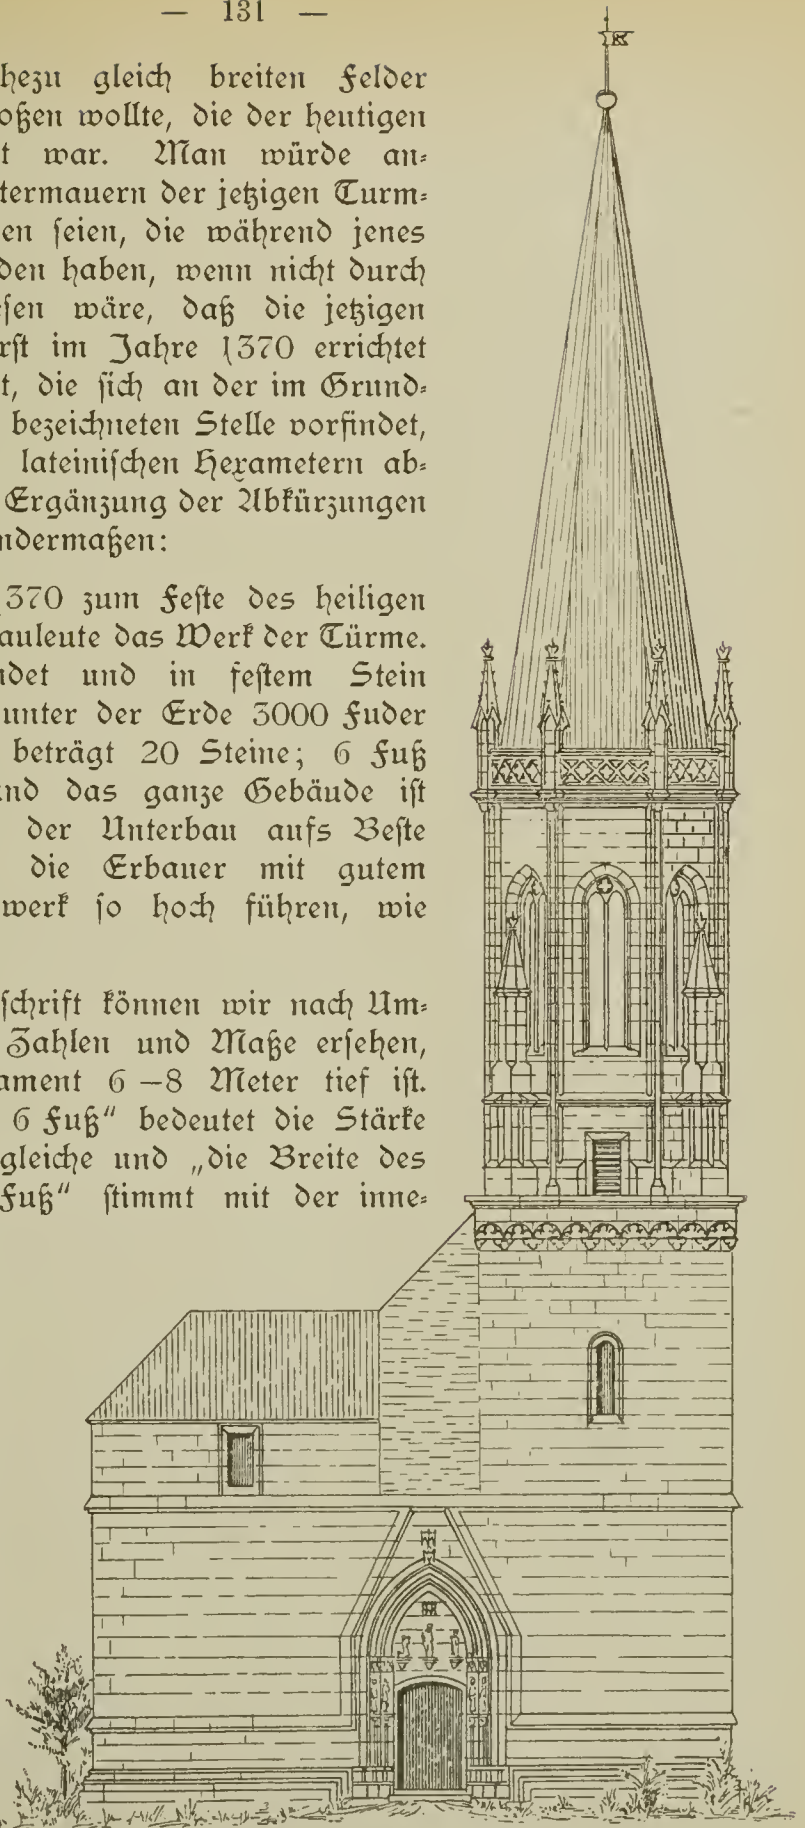 — 131 —
hezu gleich breiten Felder
oßen wollte, die der heutigen
t war. Man würde an-
termauern der jetzigen Turm-
en seien, die während jenes
den haben, wenn nicht durch
esen wäre, daß die jetzigen
rst im Jahre 1370 errichtet
t, die sich an der im Grund-
bezeichneten Stelle vorfindet,
lateinischen Hexametern ab-
Ergänzung der Abkürzungen
ndermaßen:
370 zum Feste des heiligen
auleute das Werk der Türme.
ndet und in festem Stein
unter der Erde 3000 Fuder
beträgt 20 Steine; 6 Fuß
und das ganze Gebäude ist
der Unterbau aufs Beste
die Erbauer mit gutem
werk so hoch führen, wie
schrift können wir nach Um-
Zahlen und Maße ersehen,
ament 6–8 Meter tief ist.
6 Fuß“ bedeutet die Stärke
gleiche und „die Breite des
Fuß“ stimmt mit der inne-